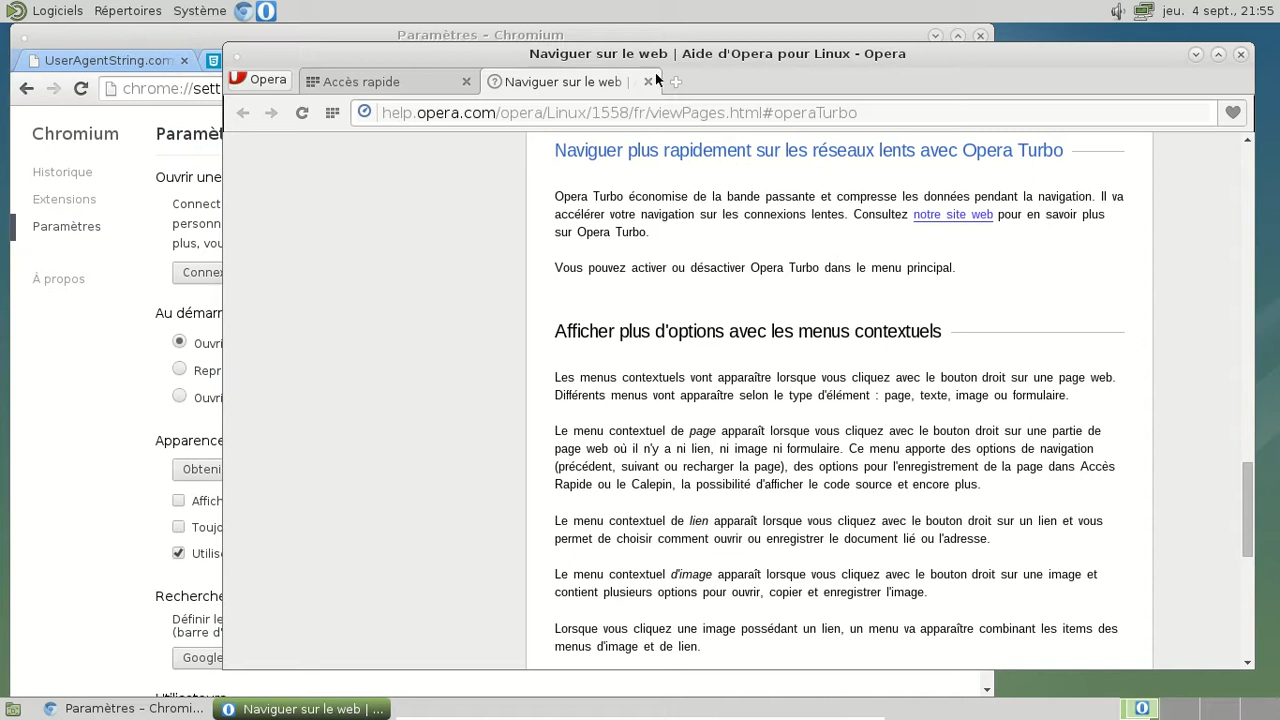 Logiciels Répertoires Système jeu. 4 sept., 21:55
Paramètres – Chromium
UserAgentString.com
chrome://sett
Chromium
Historique
Extensions
Paramètres
À propos
Paramèt
Ouvrir une
Connect
personn
plus, vou
Conne
Au démarr
Ouvri
Repr
Ouvri
Apparence
Obteni
Affich
Toujo
Utilis
Recherche
Définir le
(barre d'
Google
Utilisateurs
Naviguer sur le web | Aide d'Opera pour Linux - Opera
Opera Accès rapide Naviguer sur le web |
help.opera.com/opera/Linux/1558/fr/viewPages.html#operaTurbo
Naviguer plus rapidement sur les réseaux lents avec Opera Turbo
Opera Turbo économise de la bande passante et compresse les données pendant la navigation. Il va
accélérer votre navigation sur les connexions lentes. Consultez notre site web pour en savoir plus
sur Opera Turbo.
Vous pouvez activer ou désactiver Opera Turbo dans le menu principal.
Afficher plus d'options avec les menus contextuels
Les menus contextuels vont apparaître lorsque vous cliquez avec le bouton droit sur une page web.
Différents menus vont apparaître selon le type d'élément : page, texte, image ou formulaire.
Le menu contextuel de page apparaît lorsque vous cliquez avec le bouton droit sur une partie de
page web où il n'y a ni lien, ni image ni formulaire. Ce menu apporte des options de navigation
(précédent, suivant ou recharger la page), des options pour l'enregistrement de la page dans Accès
Rapide ou le Calepin, la possibilité d'afficher le code source et encore plus.
Le menu contextuel de lien apparaît lorsque vous cliquez avec le bouton droit sur un lien et vous
permet de choisir comment ouvrir ou enregistrer le document lié ou l'adresse.
Le menu contextuel d'image apparaît lorsque vous cliquez avec le bouton droit sur une image et
contient plusieurs options pour ouvrir, copier et enregistrer l'image.
Lorsque vous cliquez une image possédant un lien, un menu va apparaître combinant les items des
menus d'image et de lien.
Paramètres – Chromi... Naviguer sur le web | ...